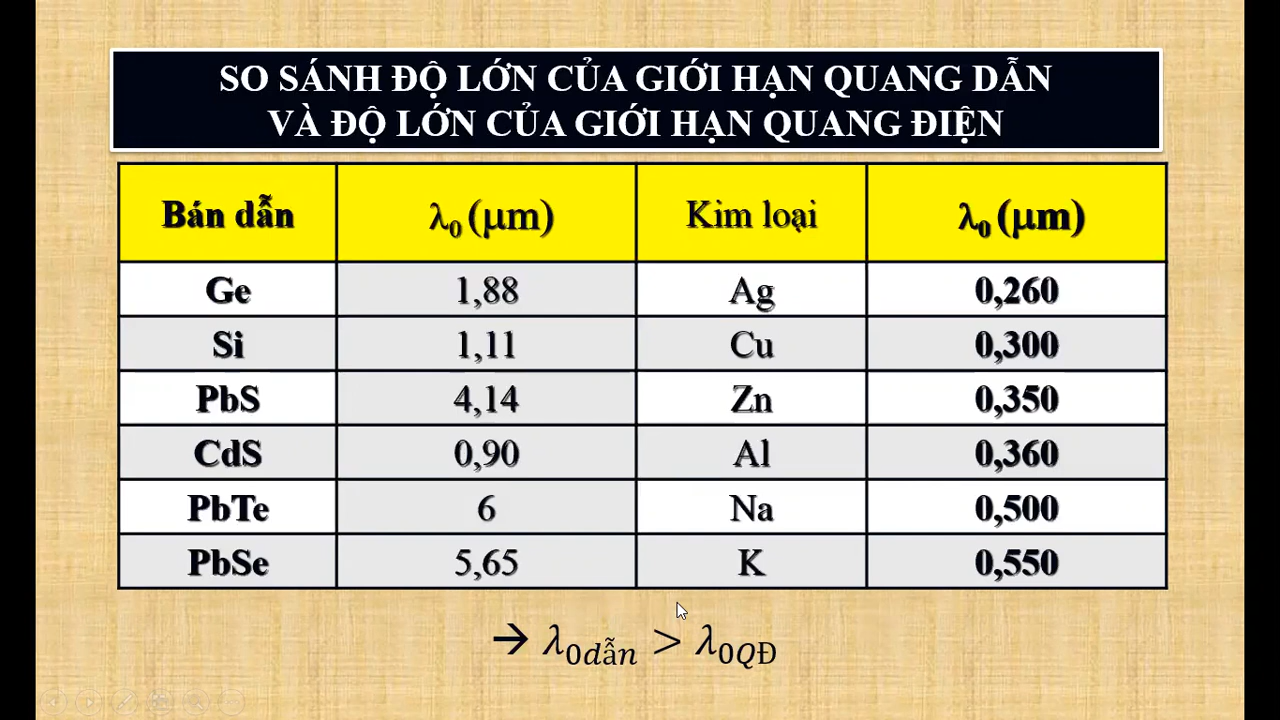 SO SÁNH ĐỘ LỚN CỦA GIỚI HẠN QUANG DẪN
VÀ ĐỘ LỚN CỦA GIỚI HẠN QUANG ĐIỆN
Bán dẫn λ₀ (μm) Kim loại λ₀ (μm)
Ge 1,88 Ag 0,260
Si 1,11 Cu 0,300
PbS 4,14 Zn 0,350
CdS 0,90 Al 0,360
PbTe 6 Na 0,500
PbSe 5,65 K 0,550
→ λ0dẫn > λ0QĐ